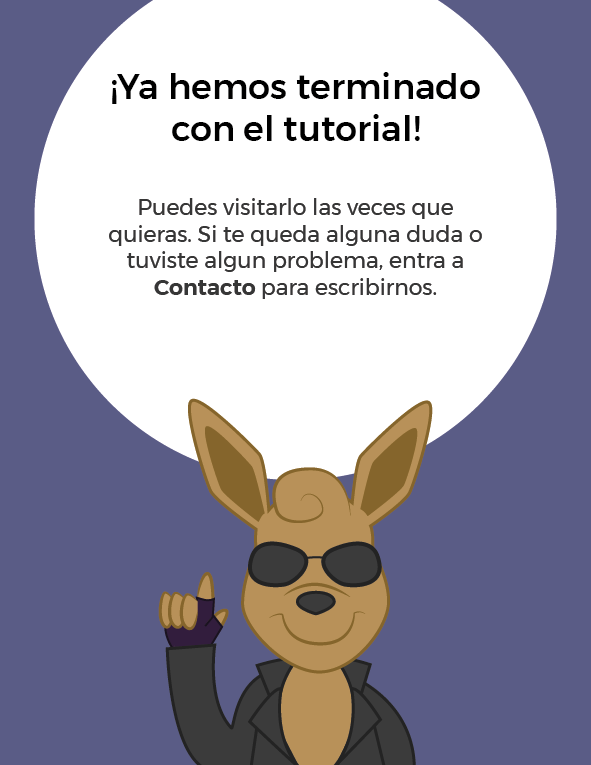 ¡Ya hemos terminado
con el tutorial!
Puedes visitarlo las veces que
quieras. Si te queda alguna duda o
tuviste algun problema, entra a
Contacto para escribirnos.